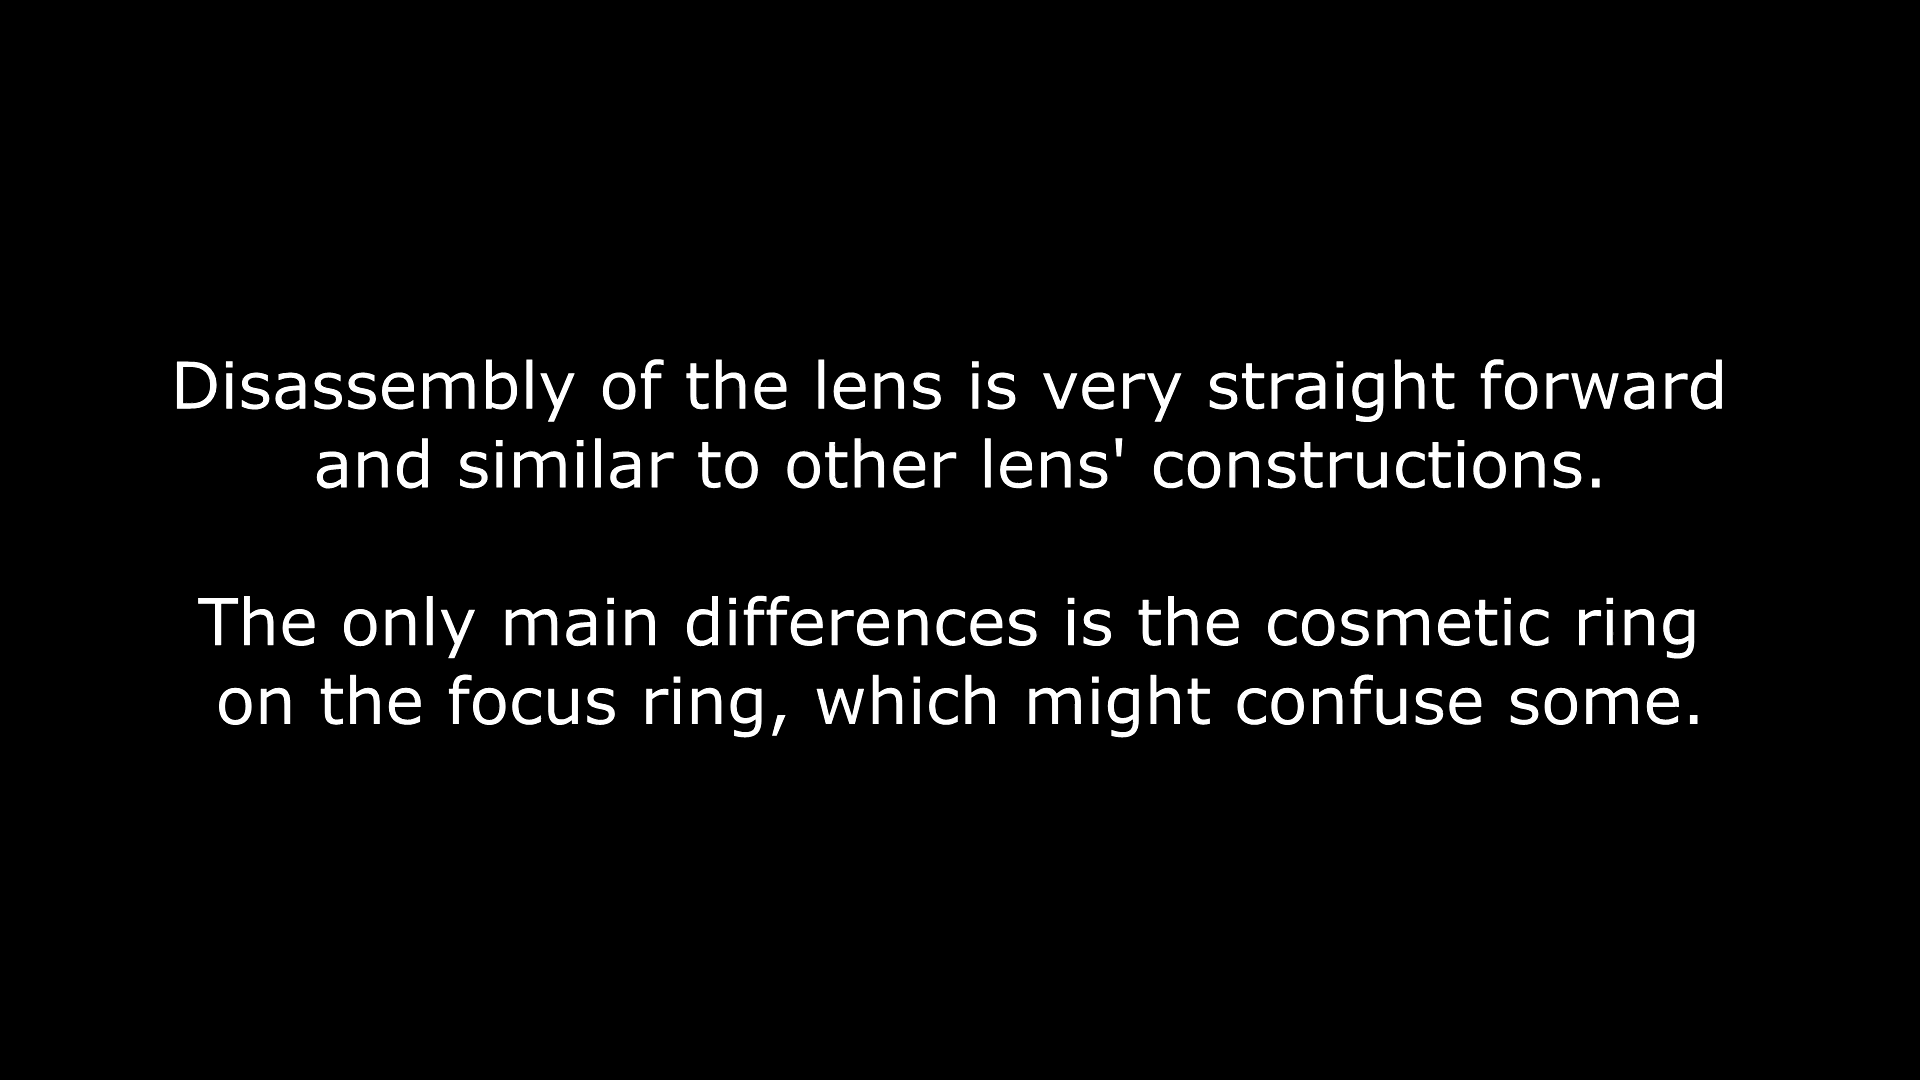 Disassembly of the lens is very straight forward
and similar to other lens' constructions.
The only main differences is the cosmetic ring
on the focus ring, which might confuse some.